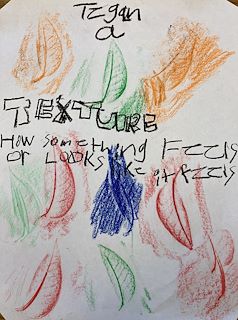 Tegan
a
TEXTURE
How something FEELS
or LOOKS like it FEELS